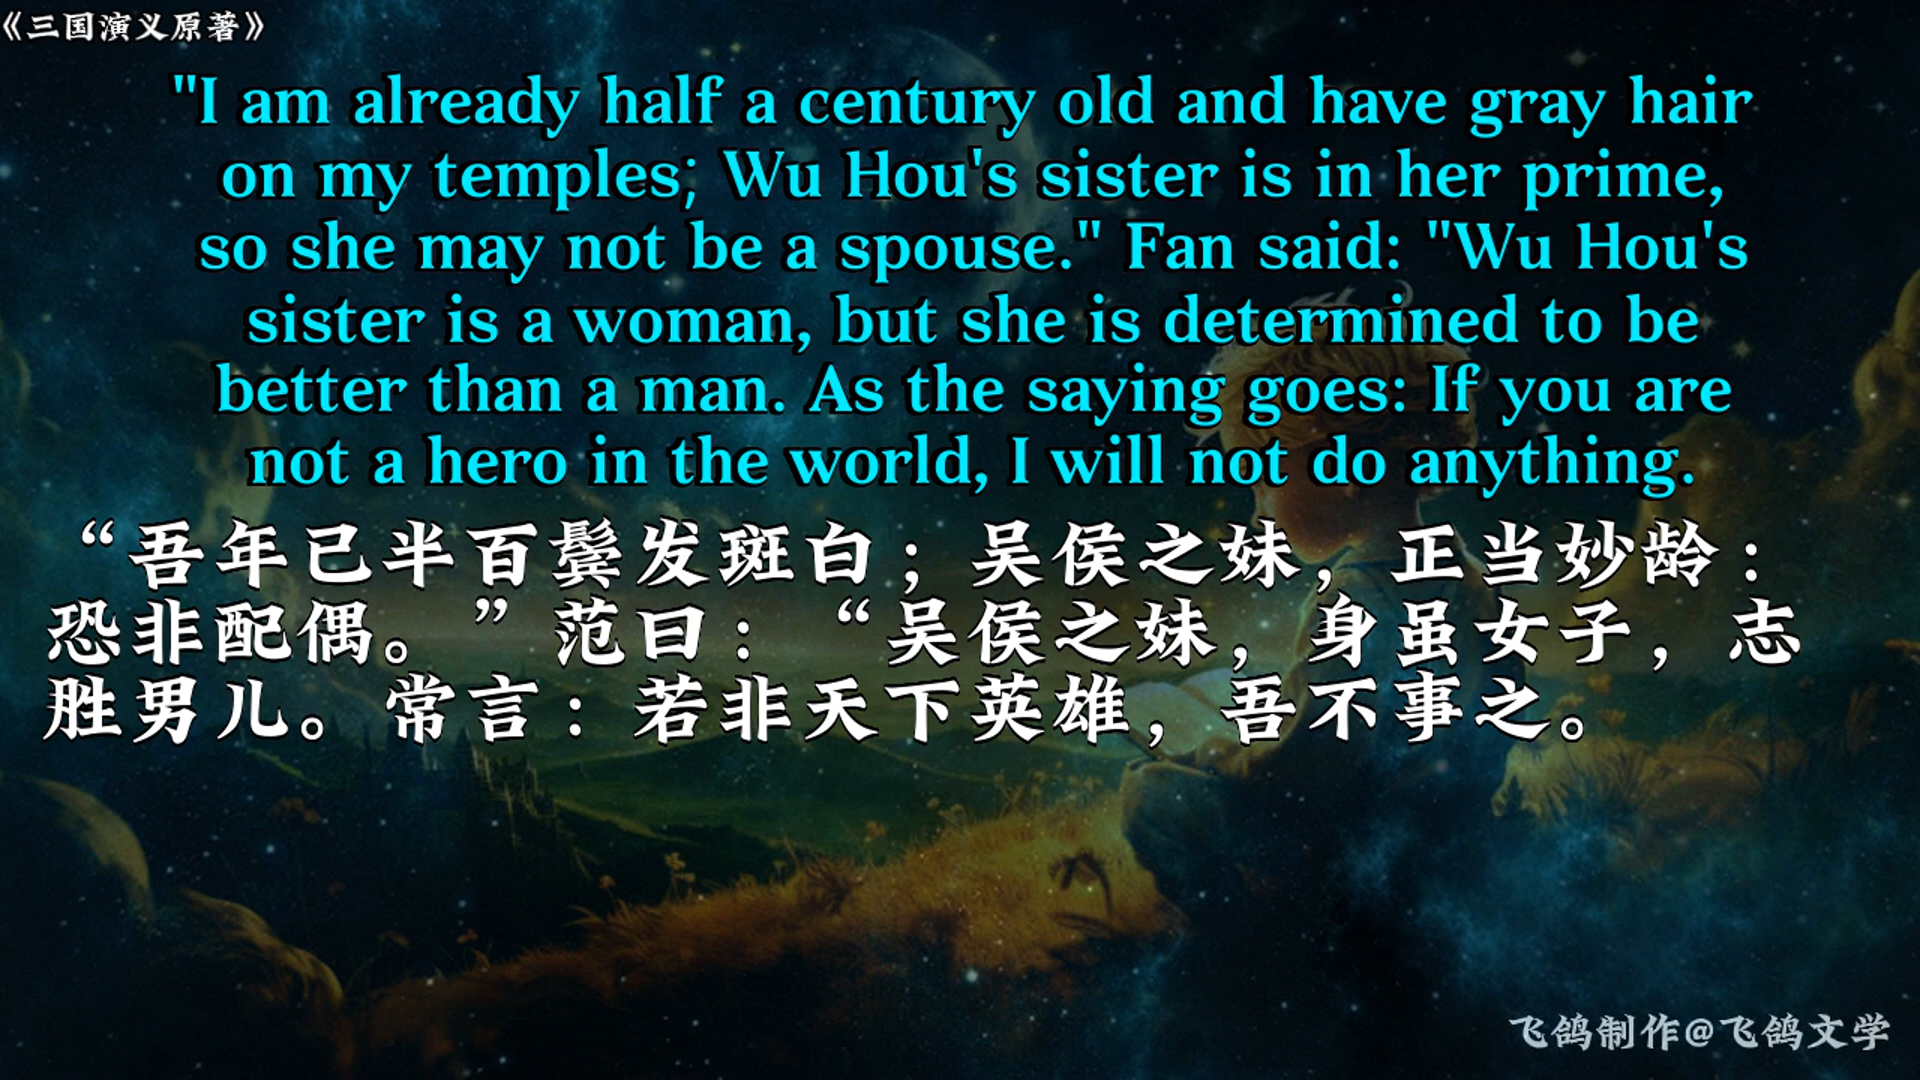 《三国演义原著》
"I am already half a century old and have gray hair
on my temples; Wu Hou's sister is in her prime,
so she may not be a spouse." Fan said: "Wu Hou's
sister is a woman, but she is determined to be
better than a man. As the saying goes: If you are
not a hero in the world, I will not do anything.
“吾年已半百鬓发斑白；吴侯之妹，正当妙龄：
恐非配偶。”范曰：“吴侯之妹，身虽女子，志
胜男儿。常言：若非天下英雄，吾不事之。
飞鸽制作@飞鸽文学